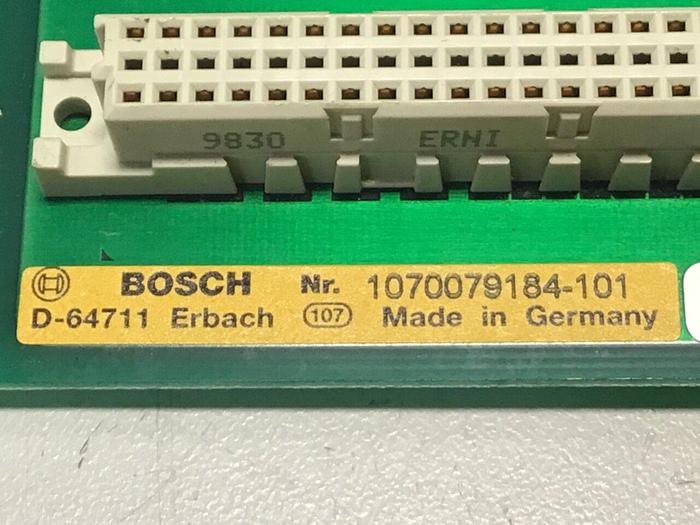 9830 ERNI
BOSCH Nr. 1070079184-101
D-64711 Erbach 107 Made in Germany